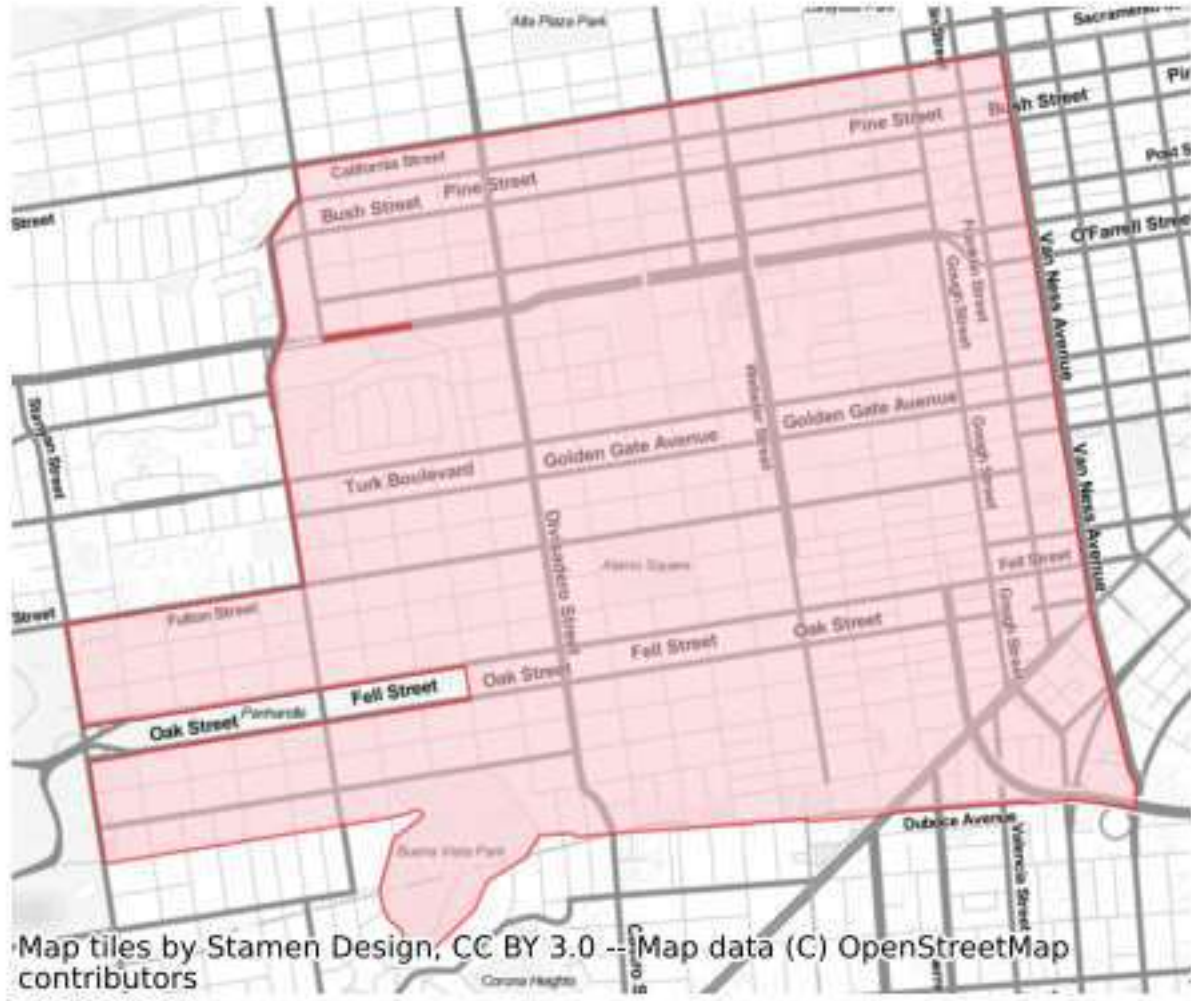 Alta Plaza Park
Sacramento
Bush Street
Pine Street
Post S
California Street
Pine Street
Bush Street
Street
O'Farrell Stree
Franklin Street
Gough Street
Van Ness Avenue
Stanyan Street
Webster Street
Golden Gate Avenue
Golden Gate Avenue
Gough Street
Turk Boulevard
Van Ness Avenue
Divisadero Street
Alamo Square
Fell Street
Street
Fulton Street
Gough Street
Oak Street
Fell Street
Oak Street
Fell Street
Panhandle
Oak Street
Duboce Avenue
Valencia Street
Buena Vista Park
Map tiles by Stamen Design, CC BY 3.0 -- Map data (C) OpenStreetMap
contributors
Corona Heights